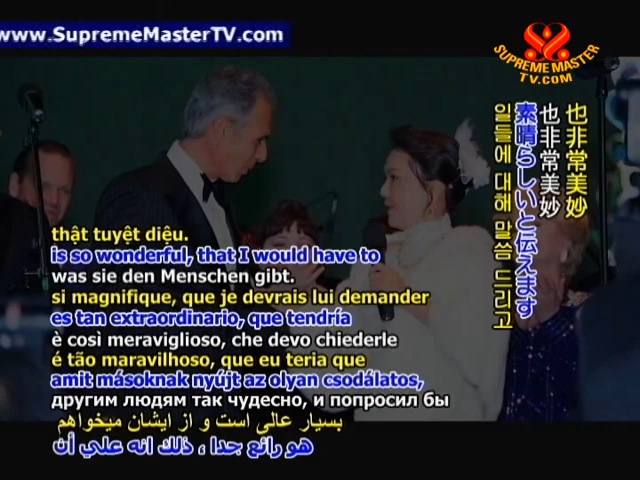 www.SupremeMasterTV.com
SUPREME MASTER
TV.COM
也非常美妙
也非常美妙
素晴らしいと伝えます
일들에 대해 말씀 드리고
thật tuyệt diệu.
is so wonderful, that I would have to
was sie den Menschen gibt.
si magnifique, que je devrais lui demander
es tan extraordinario, que tendría
è così meraviglioso, che devo chiederle
é tão maravilhoso, que eu teria que
amit másoknak nyújt az olyan csodálatos,
другим людям так чудесно, и попросил бы
بسیار عالی است و از ایشان میخواهم
هو رائع جدا ، ذلك انه علي أن